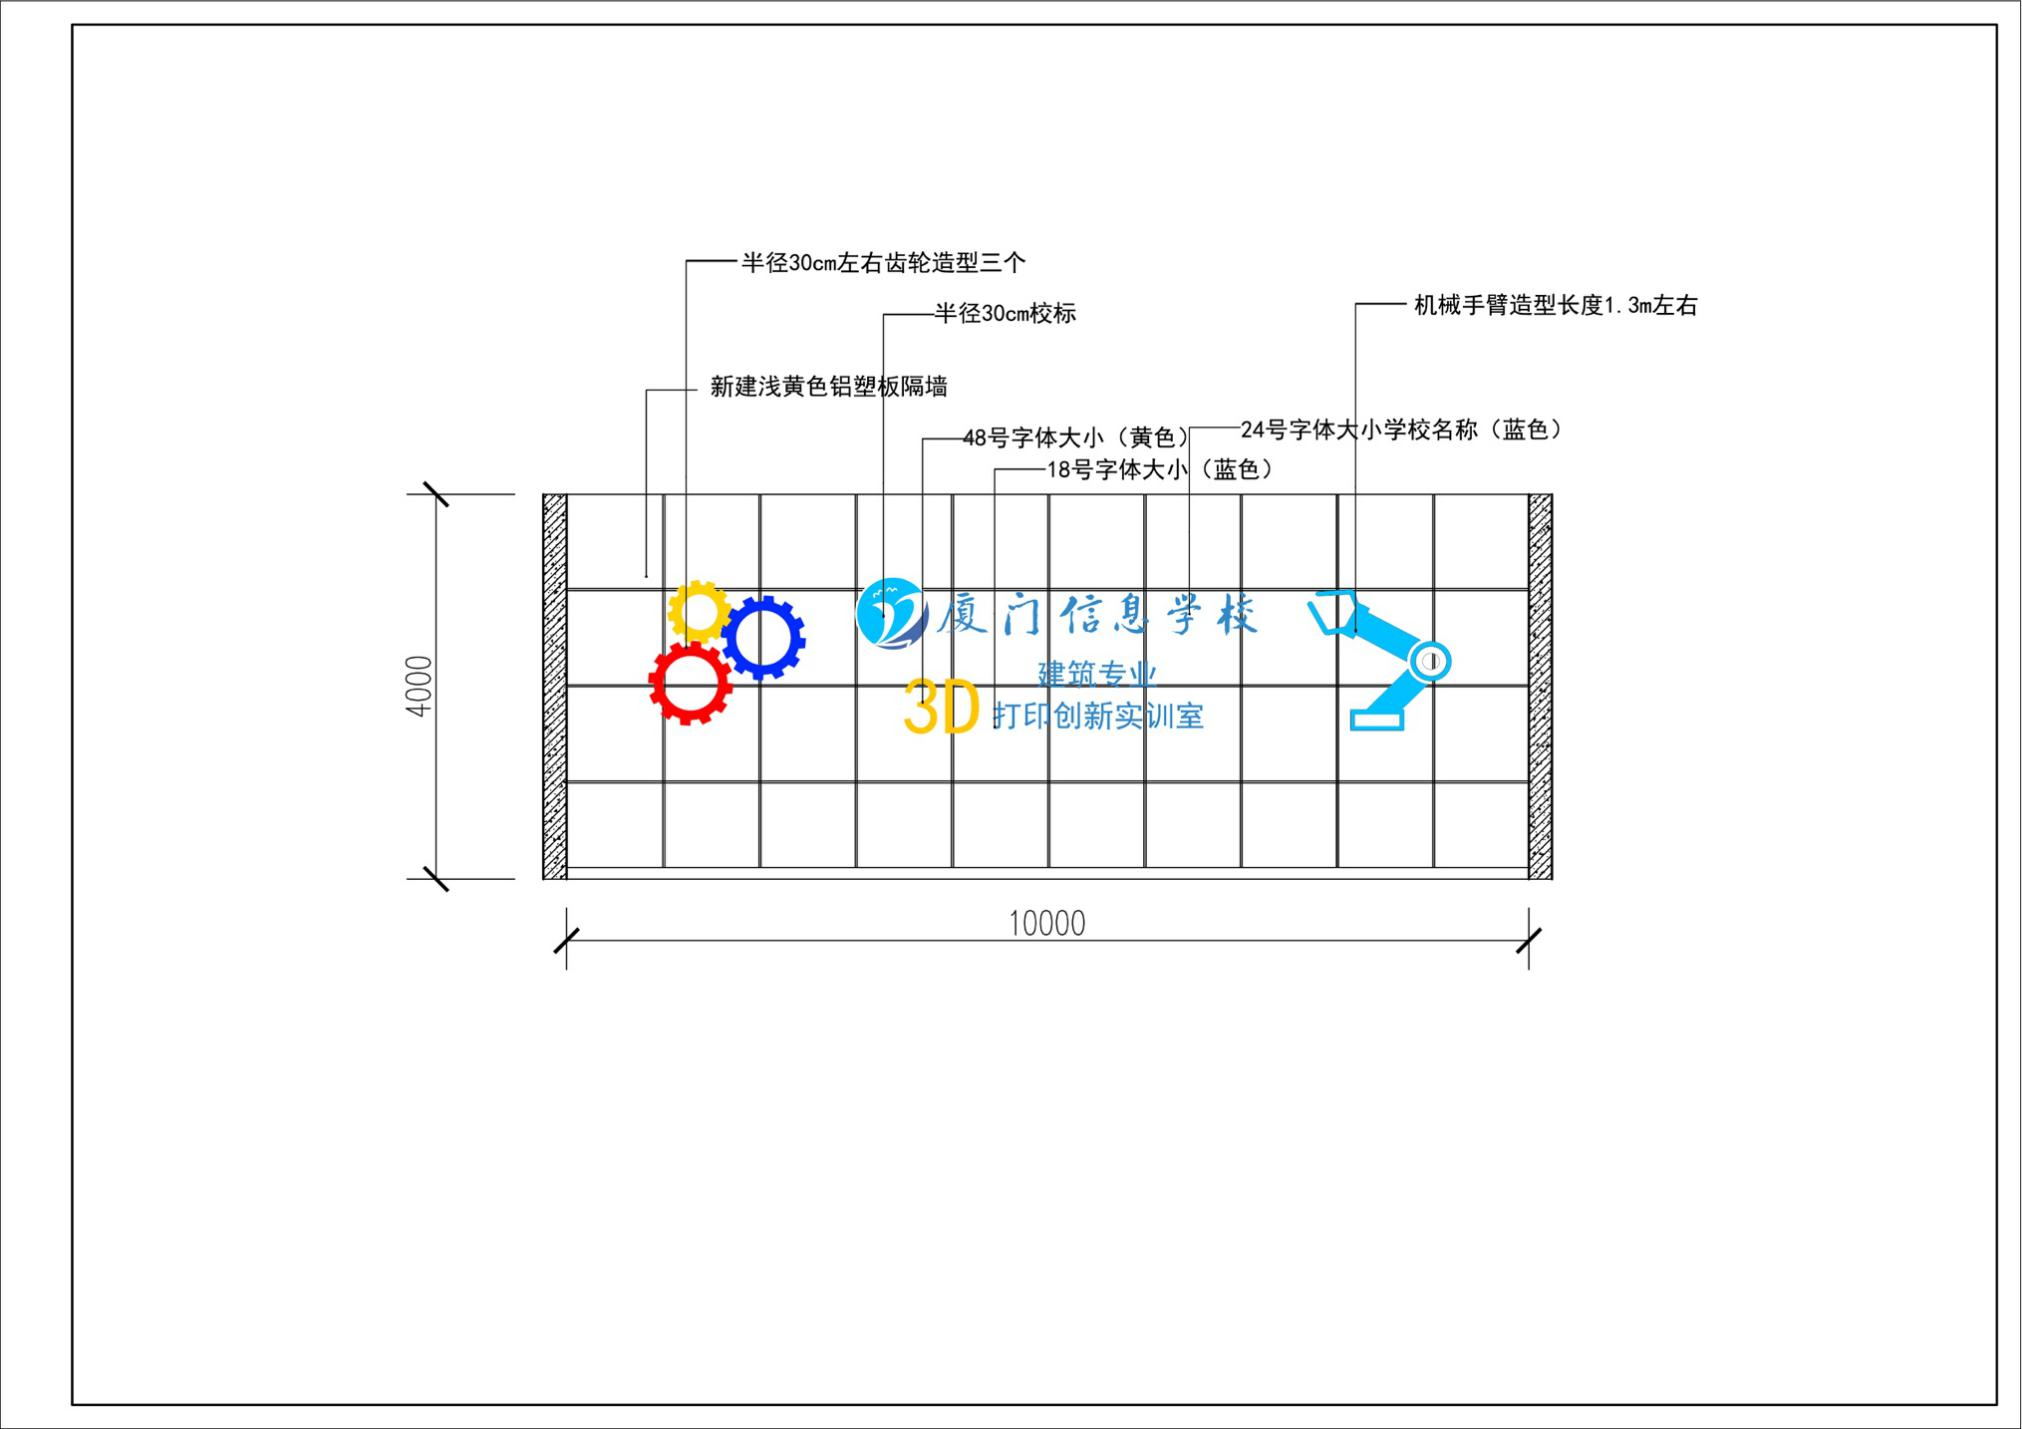 半径30cm左右齿轮造型三个
机械手臂造型长度1.3m左右
半径30cm校标
新建浅黄色铝塑板隔墙
24号字体大小学校名称（蓝色）
48号字体大小（黄色）
18号字体大小（蓝色）
厦门信息学校
建筑专业
3D打印创新实训室
4000
10000